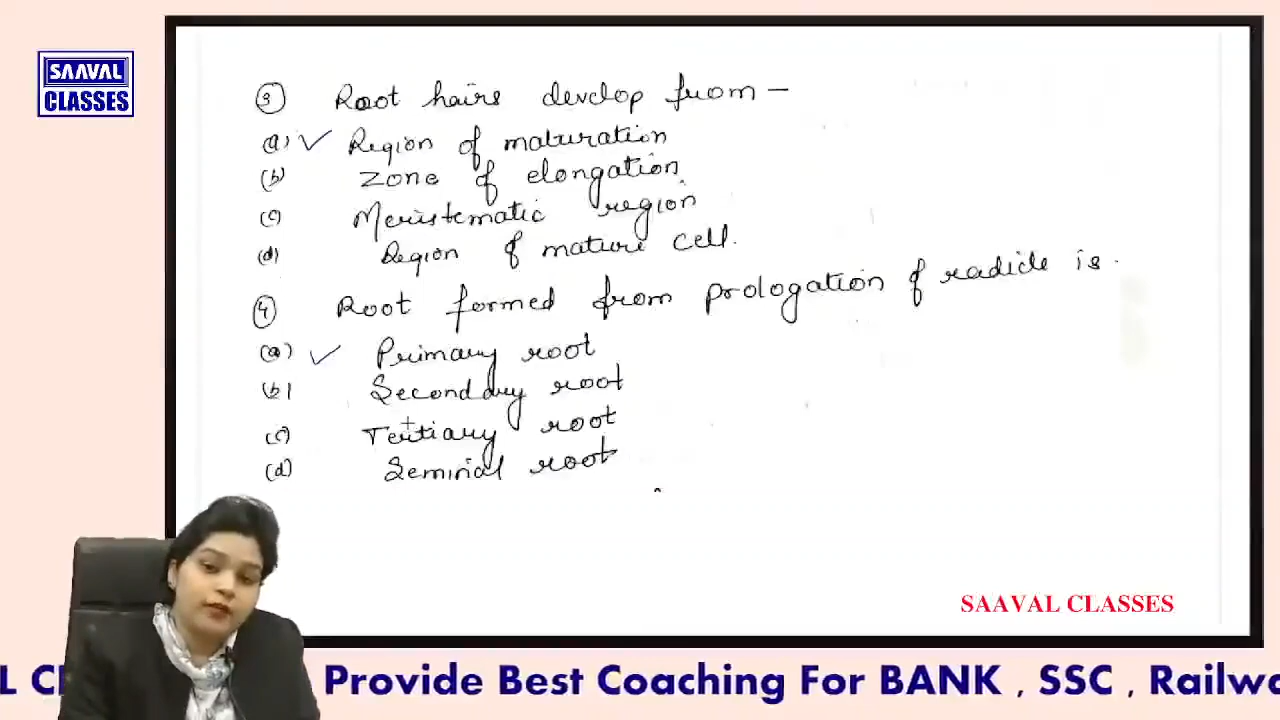 SAAVAL
CLASSES
③ Root hairs develop from —
(a) ✓ Region of maturation
(b) Zone of elongation
(c) Meristematic region
(d) Region of mature cell.
④ Root formed from prologation of radicle is.
(a) ✓ Primary root
(b) Secondary root
(c) Tertiary root
(d) Seminal root
SAAVAL CLASSES
L Cl Provide Best Coaching For BANK , SSC , Railwa